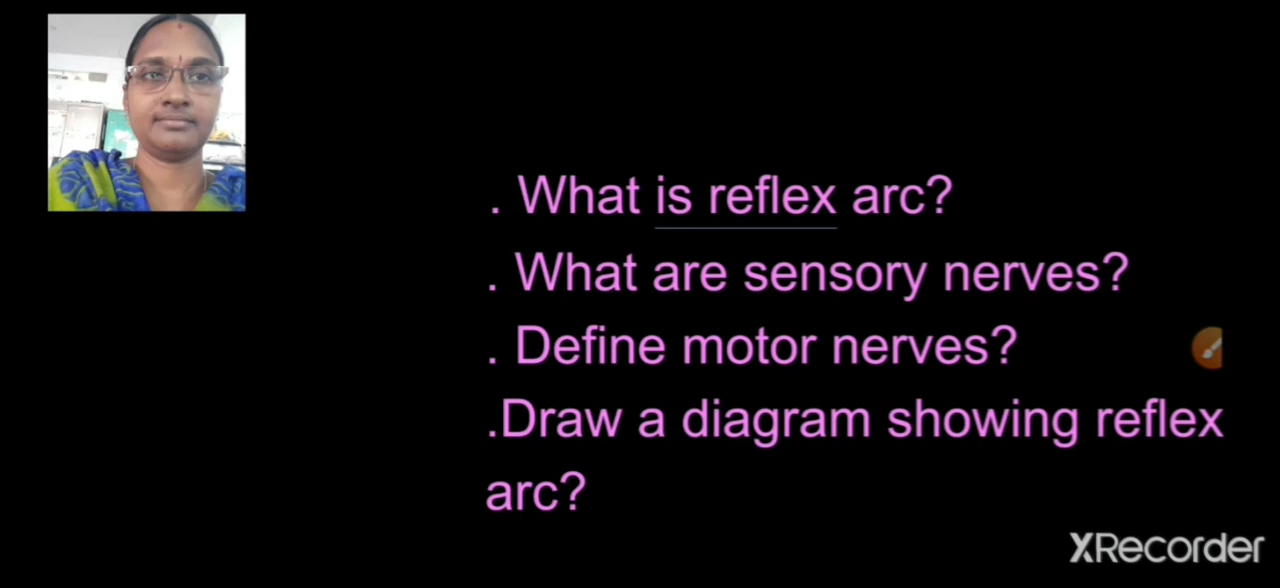 . What is reflex arc?
. What are sensory nerves?
. Define motor nerves?
.Draw a diagram showing reflex
arc?
XRecorder